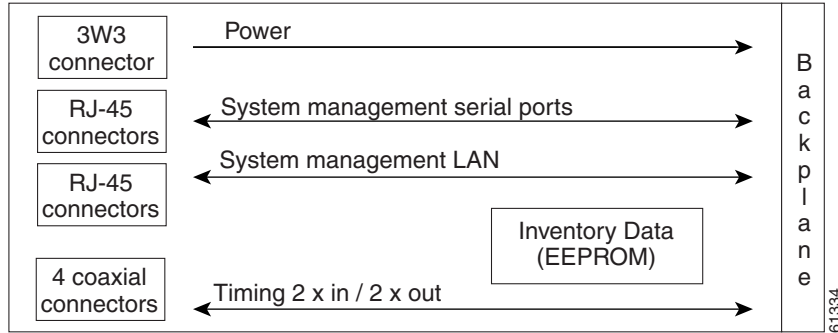 3W3
connector
Power
RJ-45
connectors
System management serial ports
RJ-45
connectors
System management LAN
Inventory Data
(EEPROM)
4 coaxial
connectors
Timing 2 x in / 2 x out
B
a
c
k
p
l
a
n
e
61334